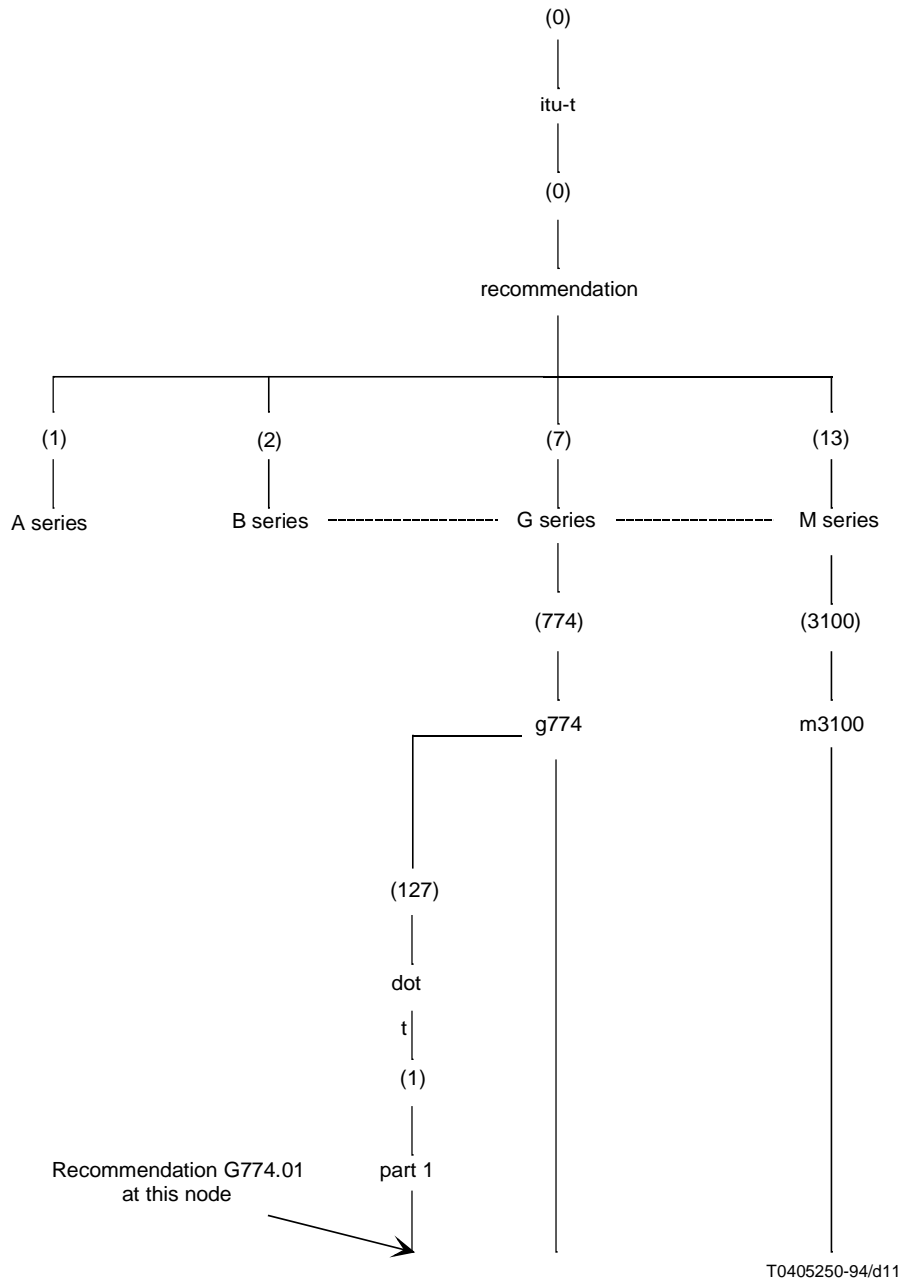 (0)
itu-t
(0)
recommendation
(1) (2) (7) (13)
A series B series G series M series
(774) (3100)
g774 m3100
(127)
dot
t
(1)
Recommendation G774.01 part 1
at this node
T0405250-94/d11